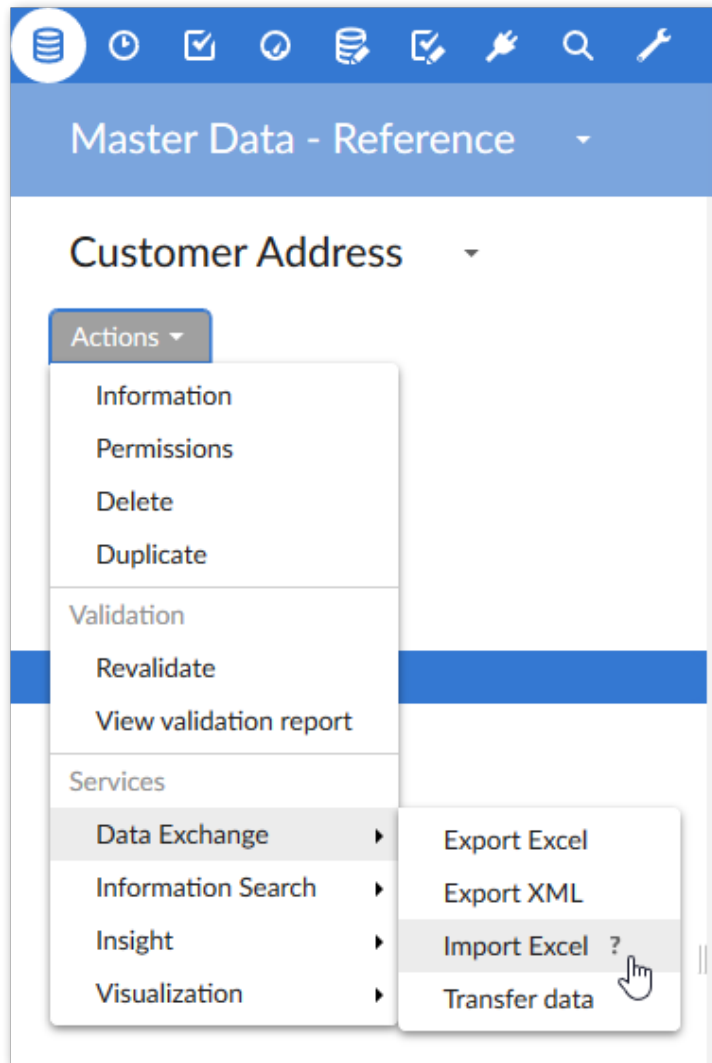 Master Data - Reference
Customer Address
Actions
Information
Permissions
Delete
Duplicate
Validation
Revalidate
View validation report
Services
Data Exchange
Information Search
Insight
Visualization
Export Excel
Export XML
Import Excel ?
Transfer data